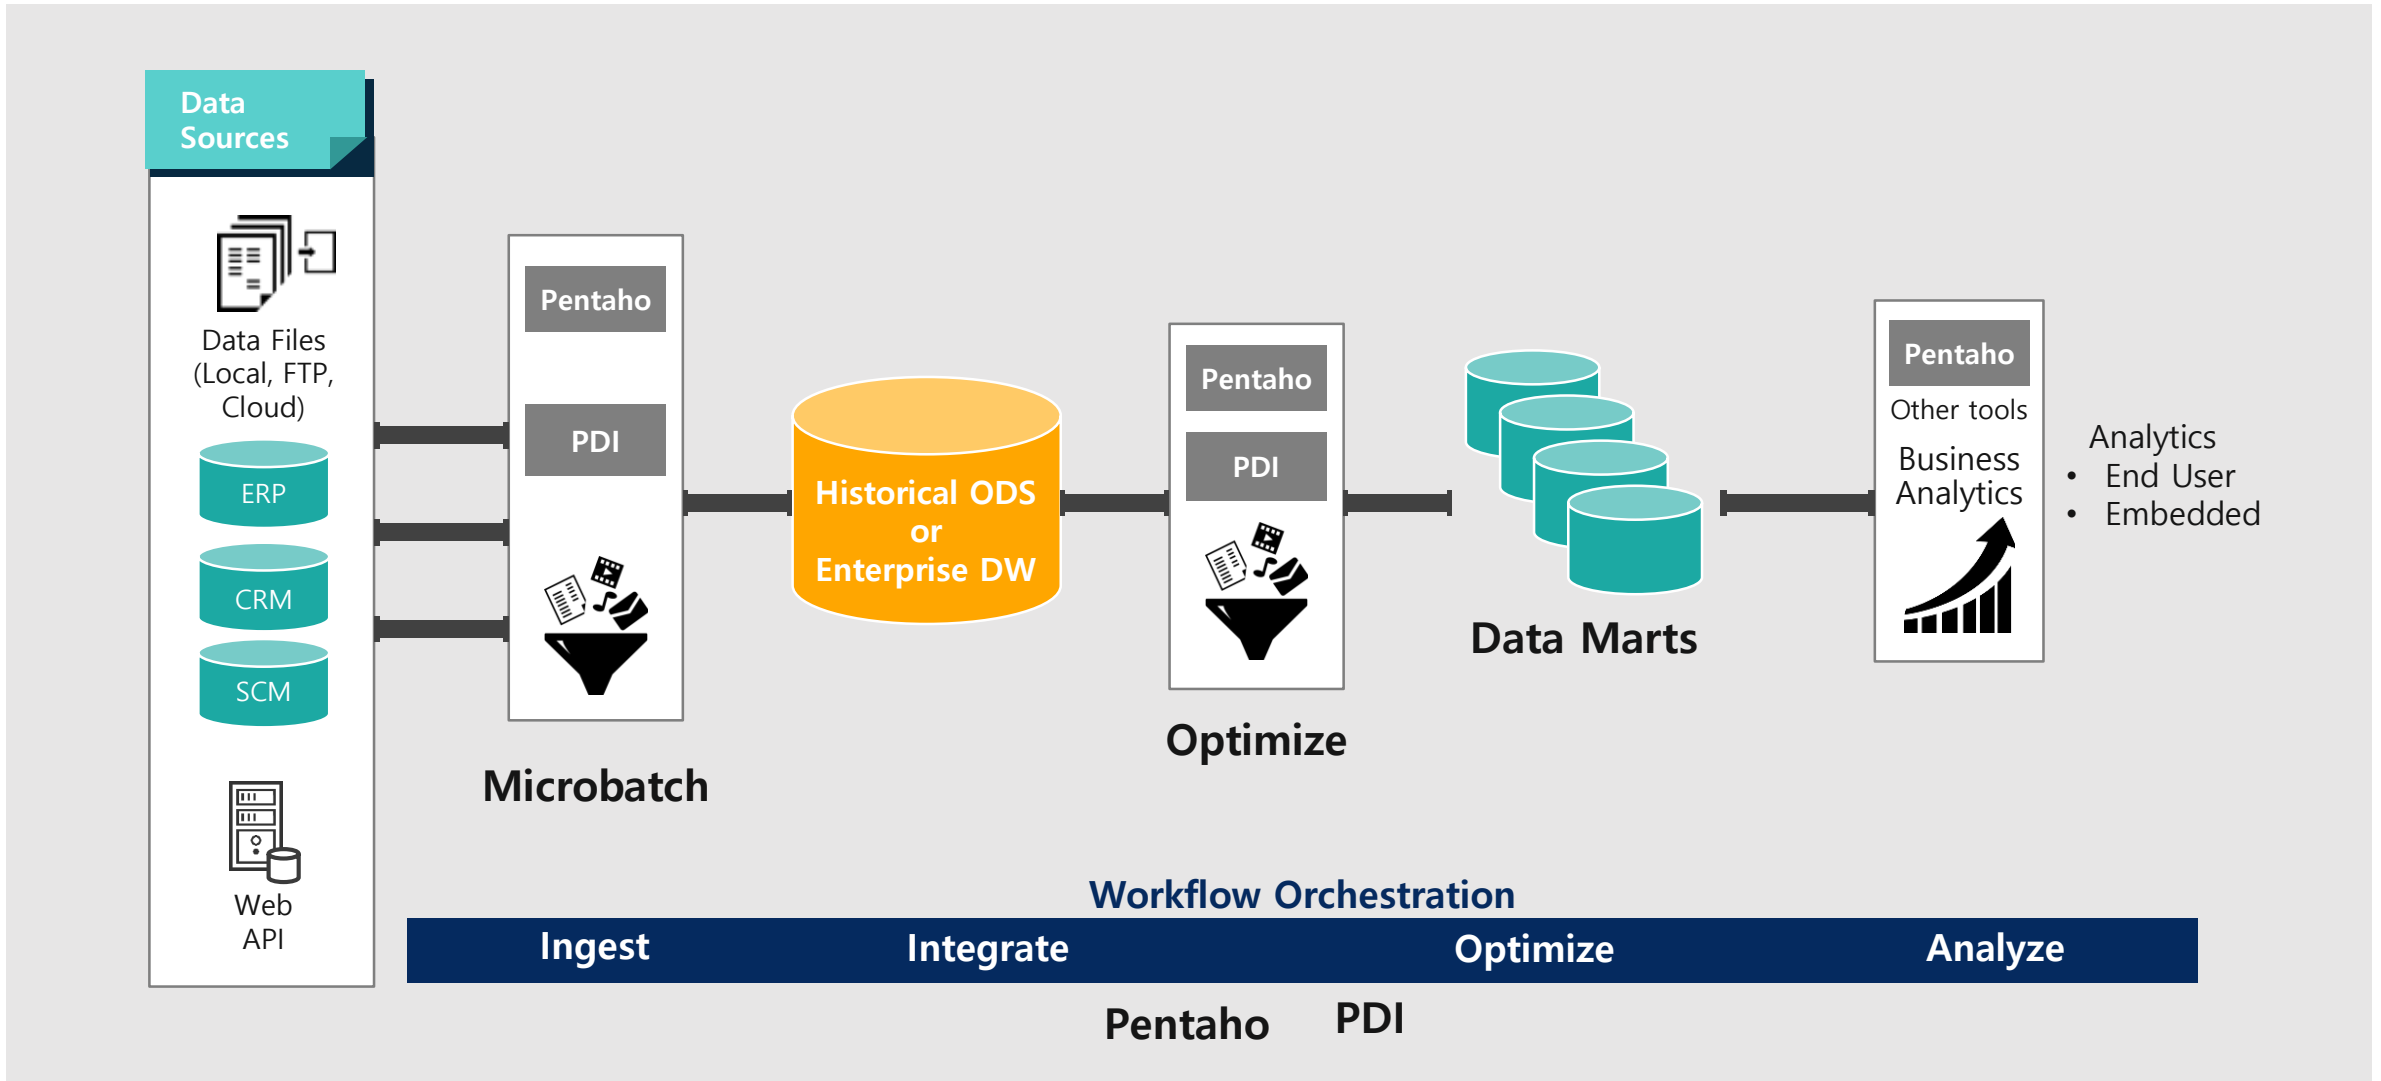 Data
Sources
Data Files
(Local, FTP,
Cloud)
ERP
CRM
SCM
Web
API
Pentaho
PDI
Microbatch
Historical ODS
or
Enterprise DW
Pentaho
PDI
Optimize
Data Marts
Pentaho
Other tools
Business
Analytics
Analytics
• End User
• Embedded
Workflow Orchestration
Ingest
Integrate
Optimize
Analyze
Pentaho
PDI